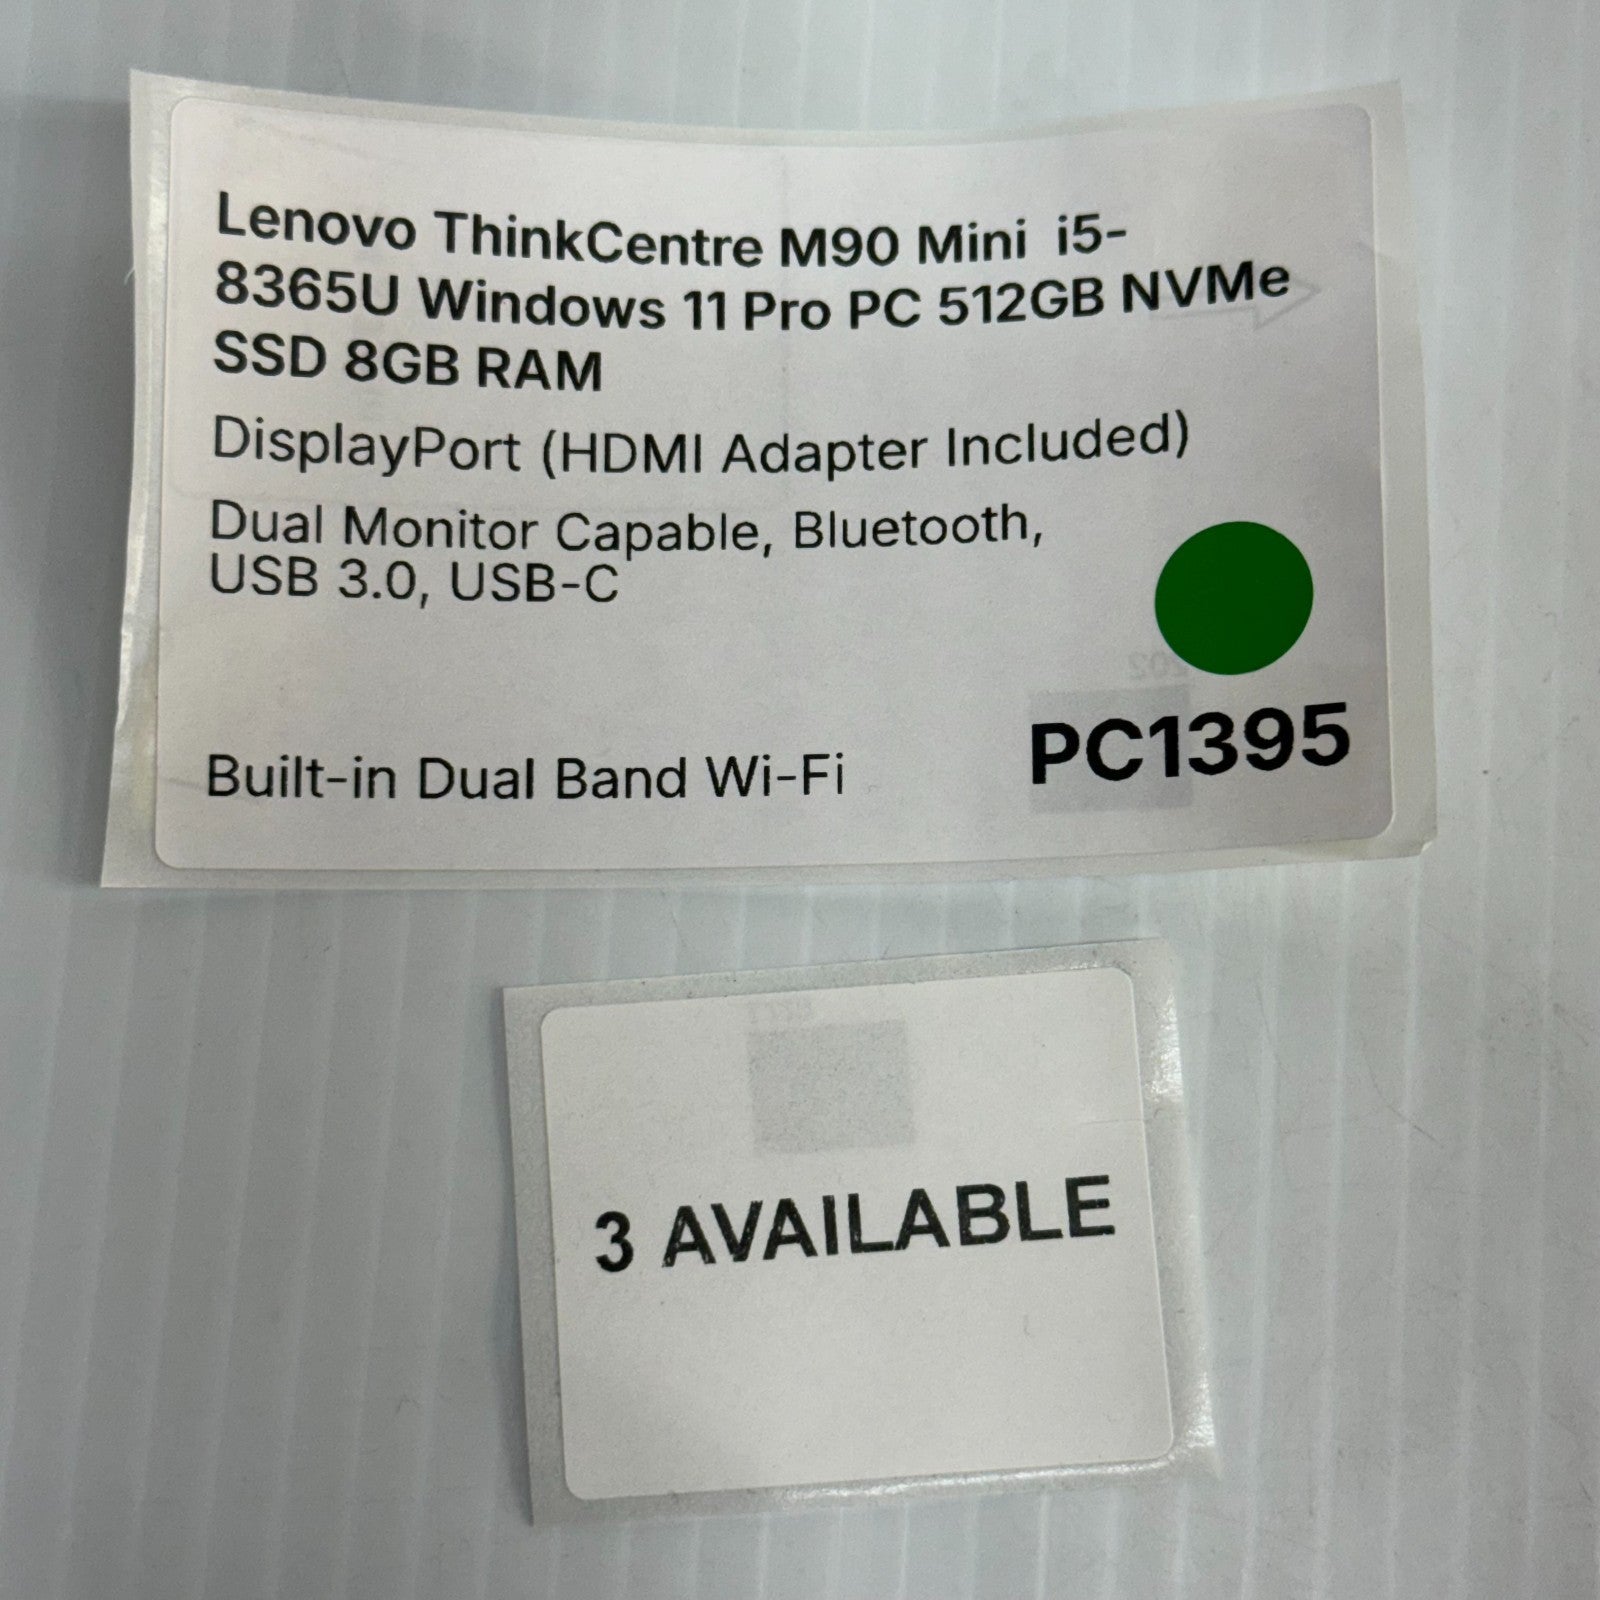 Lenovo ThinkCentre M90 Mini i5-
8365U Windows 11 Pro PC 512GB NVMe
SSD 8GB RAM
DisplayPort (HDMI Adapter Included)
Dual Monitor Capable, Bluetooth,
USB 3.0, USB-C
Built-in Dual Band Wi-Fi
PC1395
3 AVAILABLE